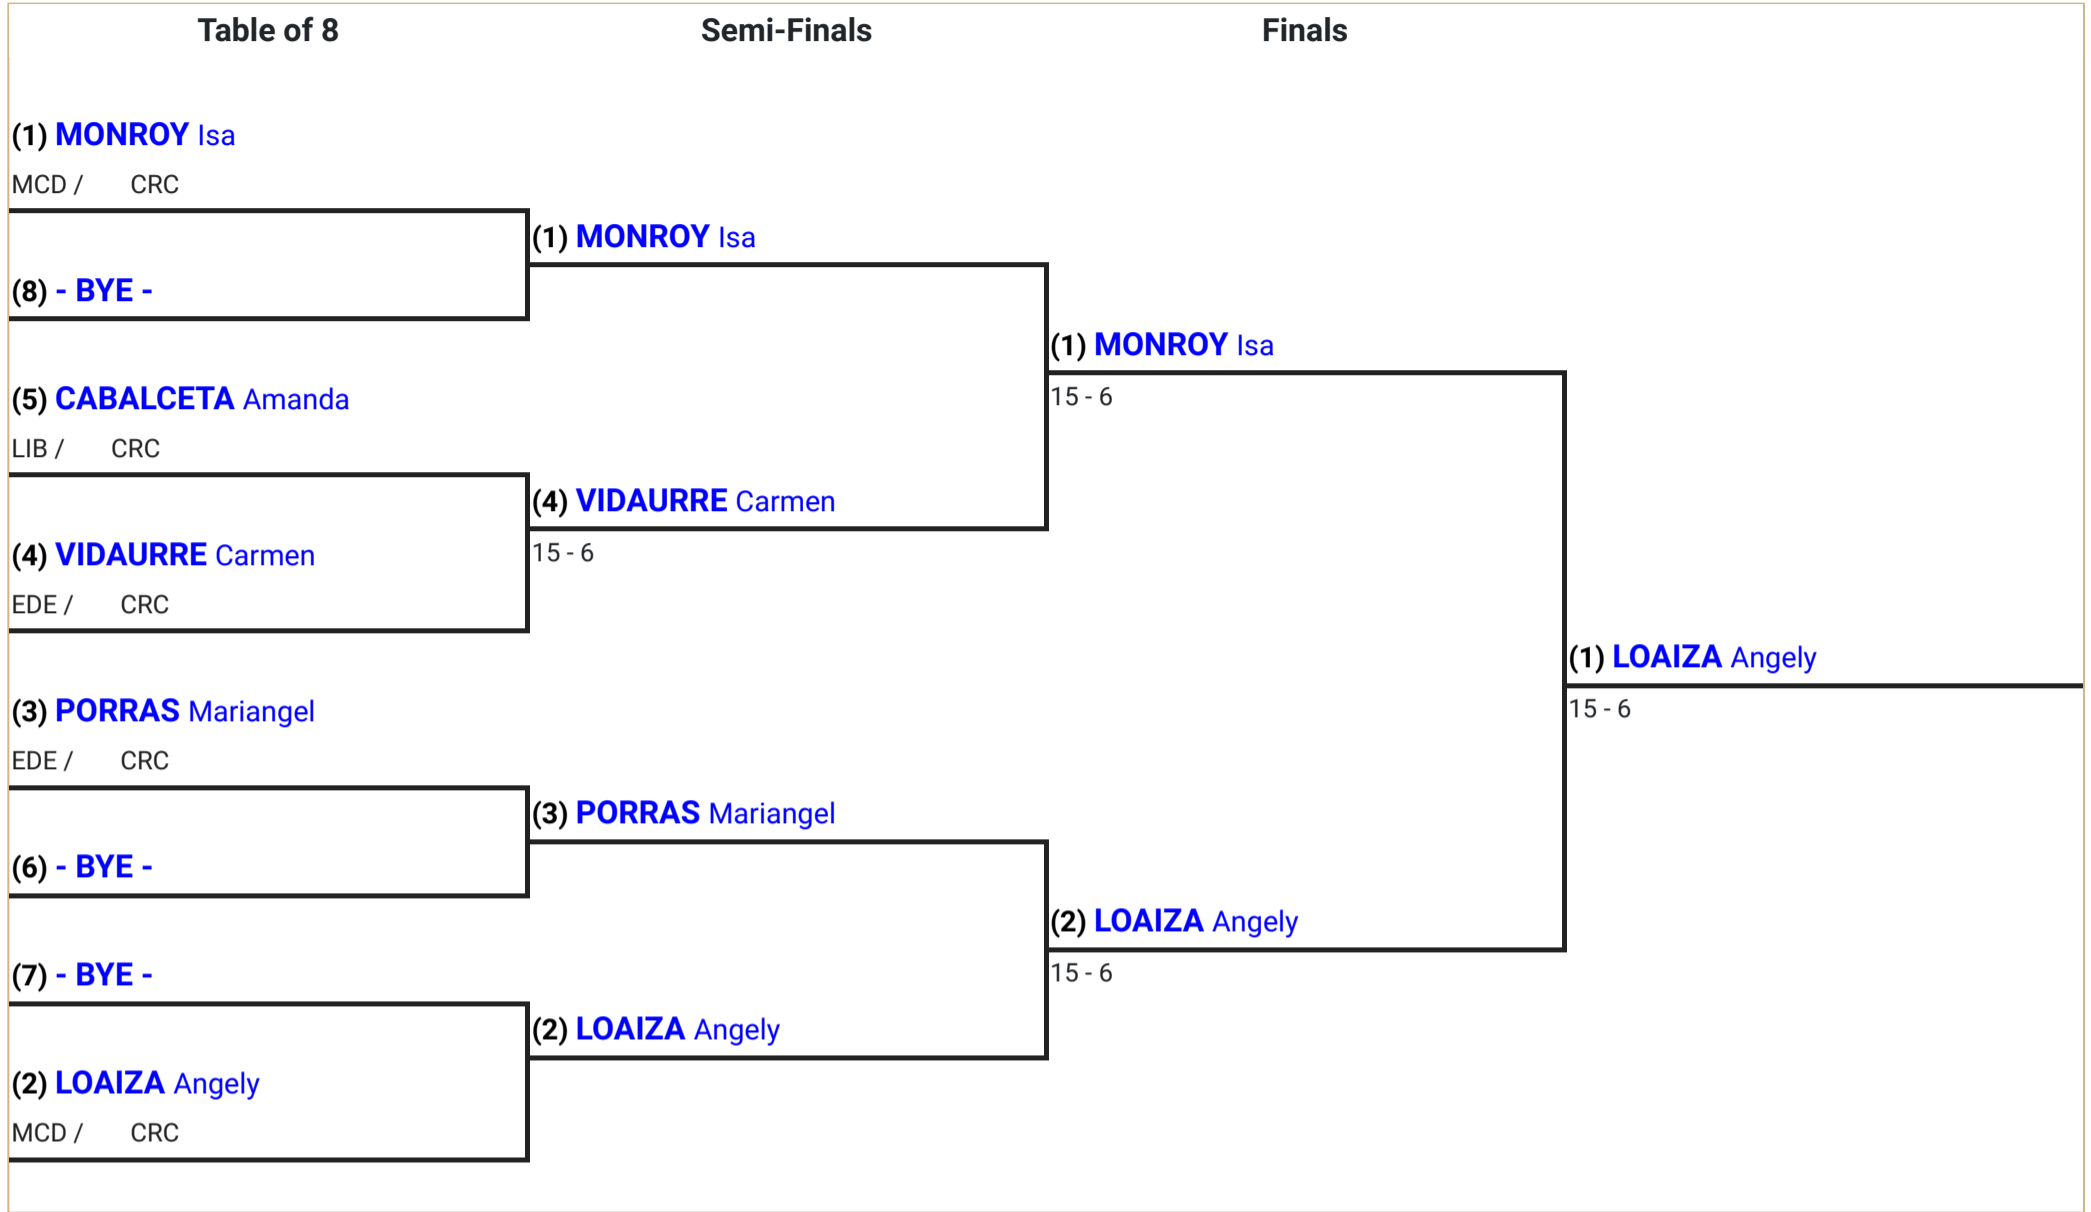 Table of 8
Semi-Finals
Finals
(1) MONROY Isa
MCD / CRC
(8) - BYE -
(5) CABALCETA Amanda
LIB / CRC
(4) VIDAURRE Carmen
EDE / CRC
(3) PORRAS Mariangel
EDE / CRC
(6) - BYE -
(7) - BYE -
(2) LOAIZA Angely
MCD / CRC
(1) MONROY Isa
(4) VIDAURRE Carmen
15 - 6
(3) PORRAS Mariangel
(2) LOAIZA Angely
(1) MONROY Isa
15 - 6
(2) LOAIZA Angely
15 - 6
(1) LOAIZA Angely
15 - 6